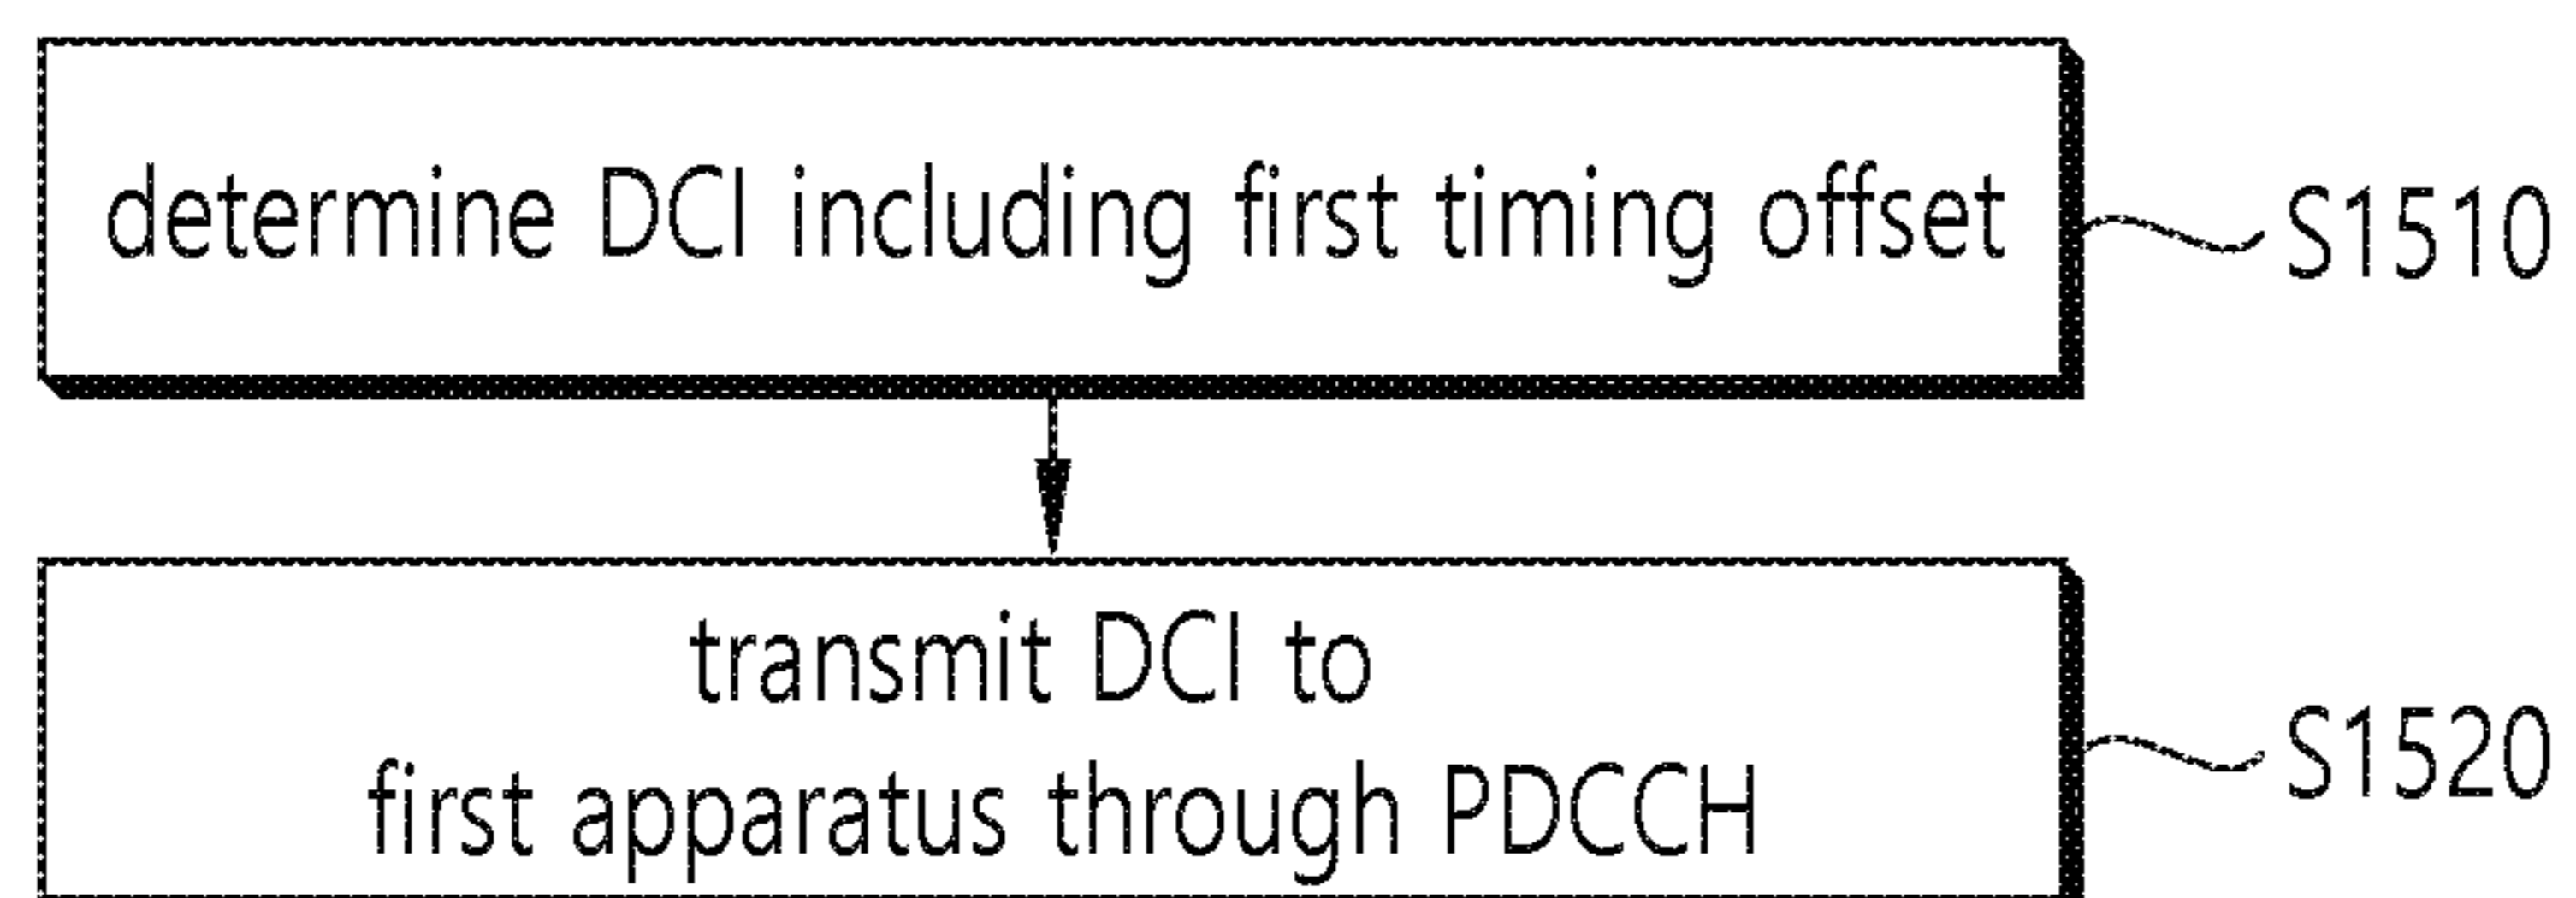 determine DCI including first timing offset
S1510
transmit DCI to
first apparatus through PDCCH
S1520